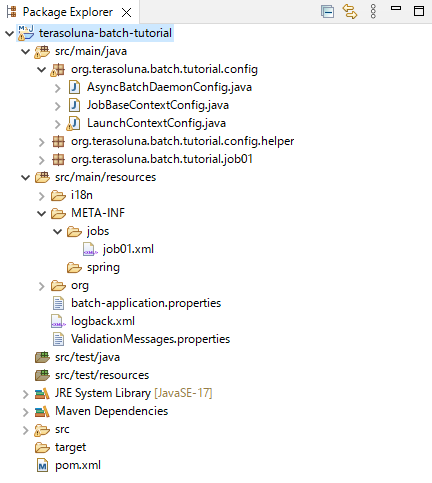 Package Explorer
terasoluna-batch-tutorial
src/main/java
org.terasoluna.batch.tutorial.config
AsyncBatchDaemonConfig.java
JobBaseContextConfig.java
LaunchContextConfig.java
org.terasoluna.batch.tutorial.config.helper
org.terasoluna.batch.tutorial.job01
src/main/resources
i18n
META-INF
jobs
job01.xml
spring
org
batch-application.properties
logback.xml
ValidationMessages.properties
src/test/java
src/test/resources
JRE System Library [JavaSE-17]
Maven Dependencies
src
target
pom.xml